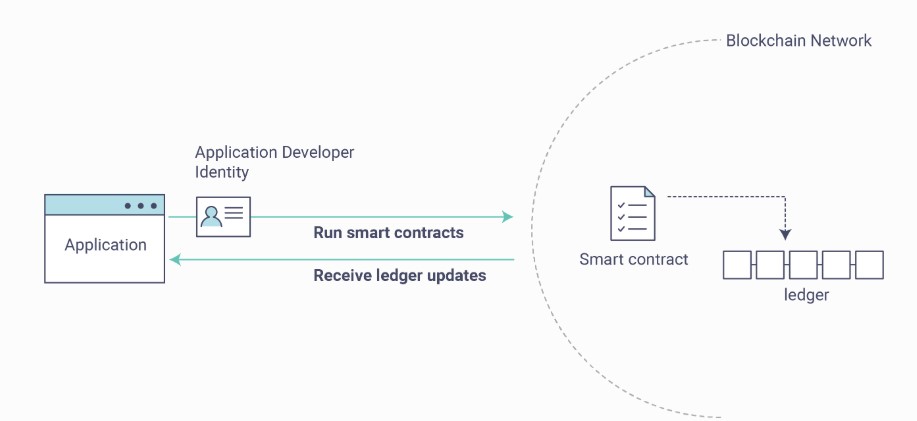 Blockchain Network
Application Developer
Identity
Application
Run smart contracts
Receive ledger updates
Smart contract
ledger